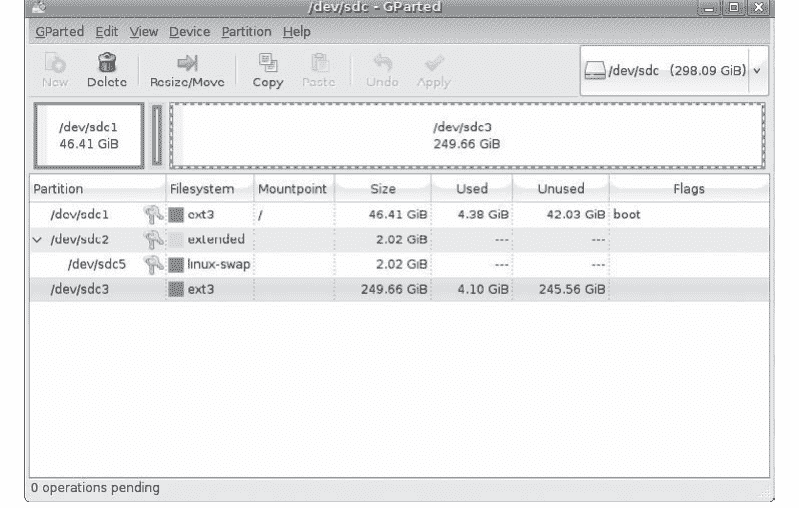 /dev/sdc - GParted
GParted Edit View Device Partition Help
New Delete Resize/Move Copy Paste Undo Apply
/dev/sdc (298.09 GiB)
/dev/sdc1
46.41 GiB
/dev/sdc3
249.66 GiB
Partition Filesystem Mountpoint Size Used Unused Flags
/dev/sdc1 ext3 / 46.41 GiB 4.38 GiB 42.03 GiB boot
/dev/sdc2 extended 2.02 GiB --- ---
/dev/sdc5 linux-swap 2.02 GiB --- ---
/dev/sdc3 ext3 249.66 GiB 4.10 GiB 245.56 GiB
0 operations pending